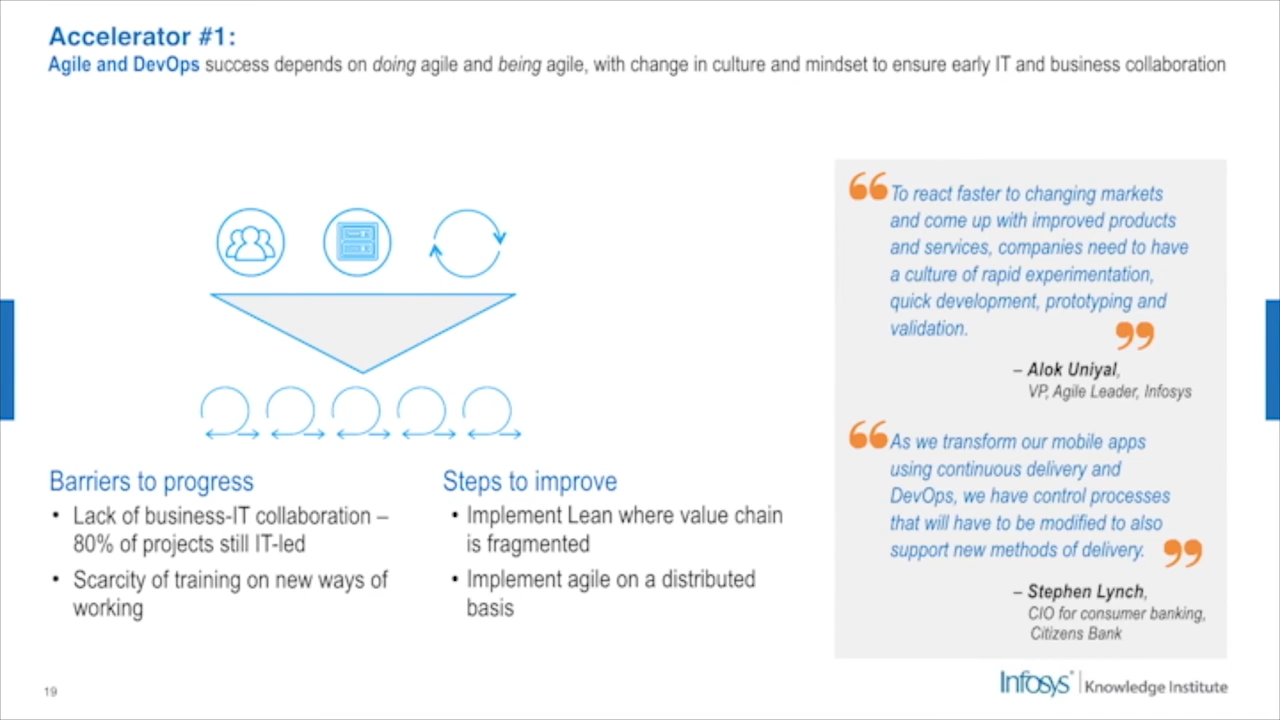 Accelerator #1:
Agile and DevOps success depends on doing agile and being agile, with change in culture and mindset to ensure early IT and business collaboration
Barriers to progress
• Lack of business-IT collaboration –
80% of projects still IT-led
• Scarcity of training on new ways of
working
Steps to improve
• Implement Lean where value chain
is fragmented
• Implement agile on a distributed
basis
“To react faster to changing markets
and come up with improved products
and services, companies need to have
a culture of rapid experimentation,
quick development, prototyping and
validation.”
– Alok Uniyal,
VP, Agile Leader, Infosys
“As we transform our mobile apps
using continuous delivery and
DevOps, we have control processes
that will have to be modified to also
support new methods of delivery.”
– Stephen Lynch,
CIO for consumer banking,
Citizens Bank
19
Infosys® | Knowledge Institute